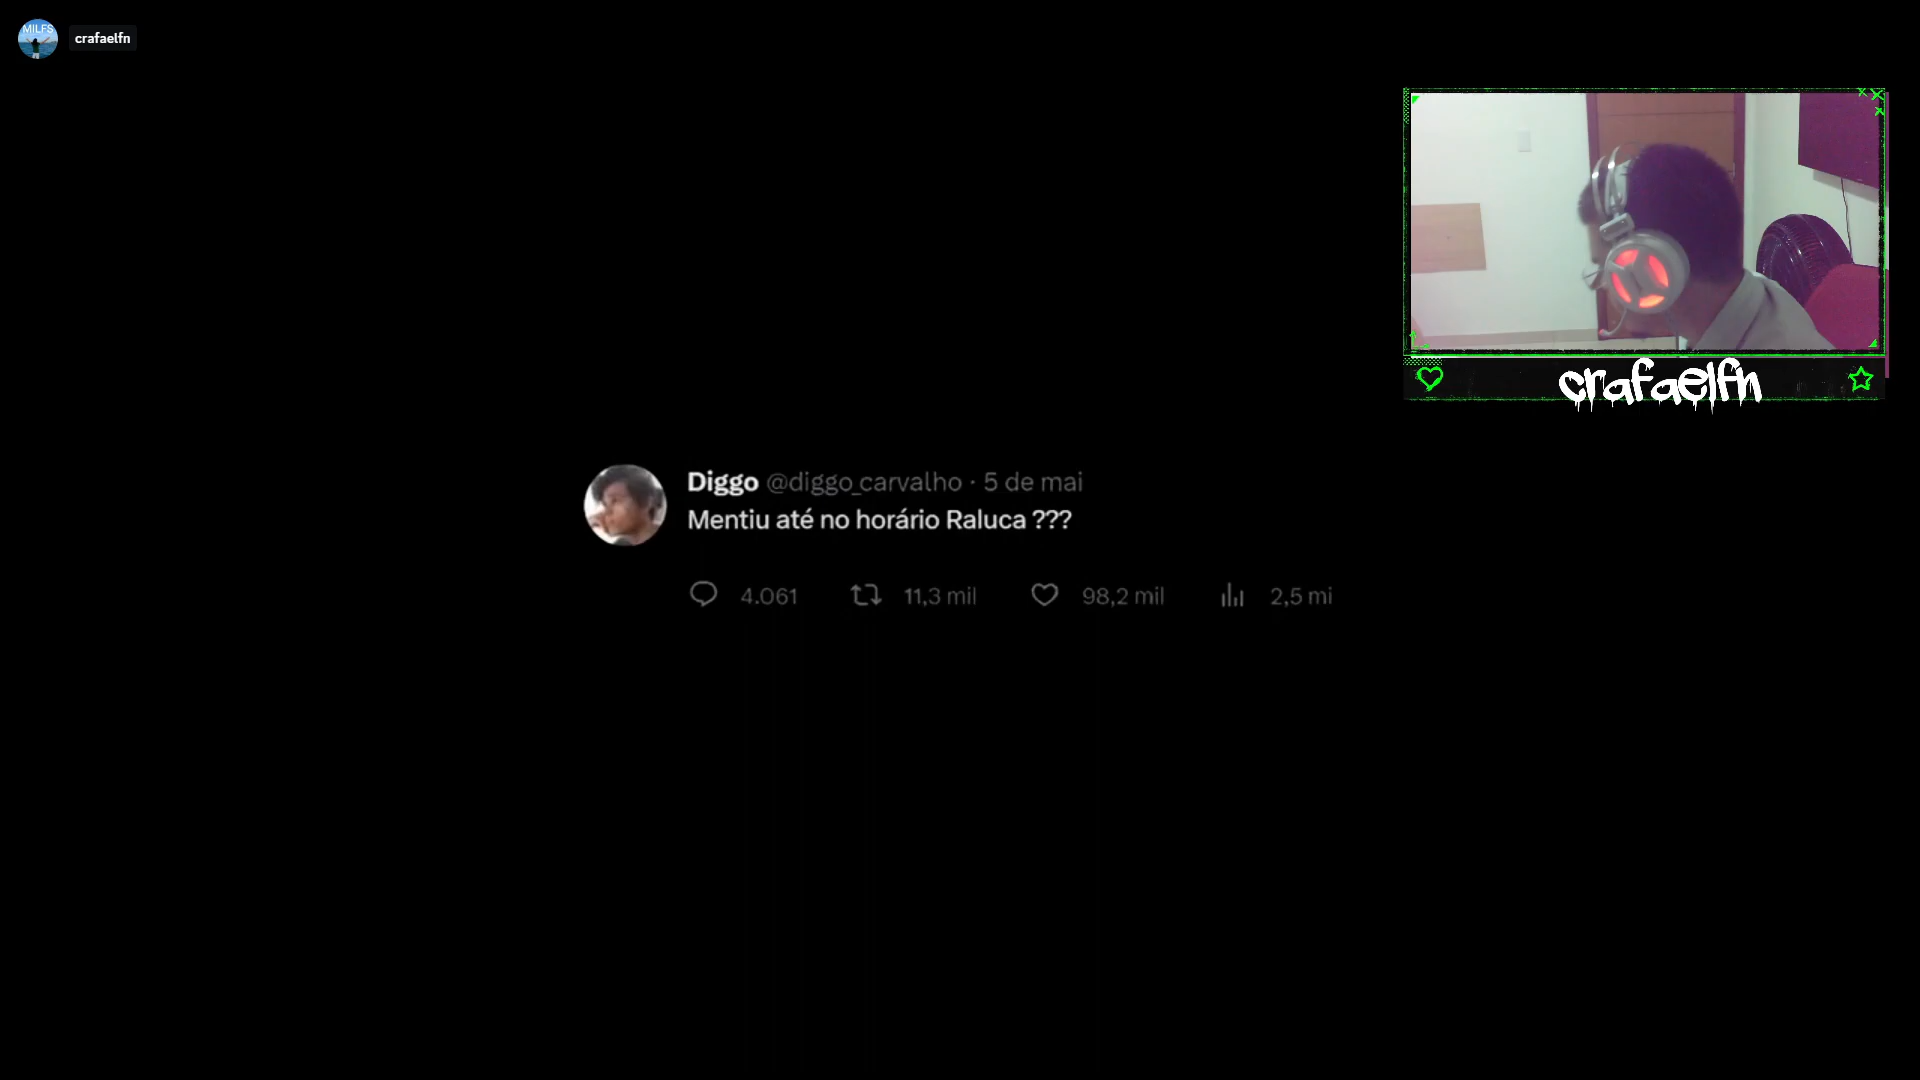 MILFS
crafaelfn
crafaelfn
Diggo @diggo_carvalho · 5 de mai
Mentiu até no horário Raluca ???
4.061 11,3 mil 98,2 mil 2,5 mi